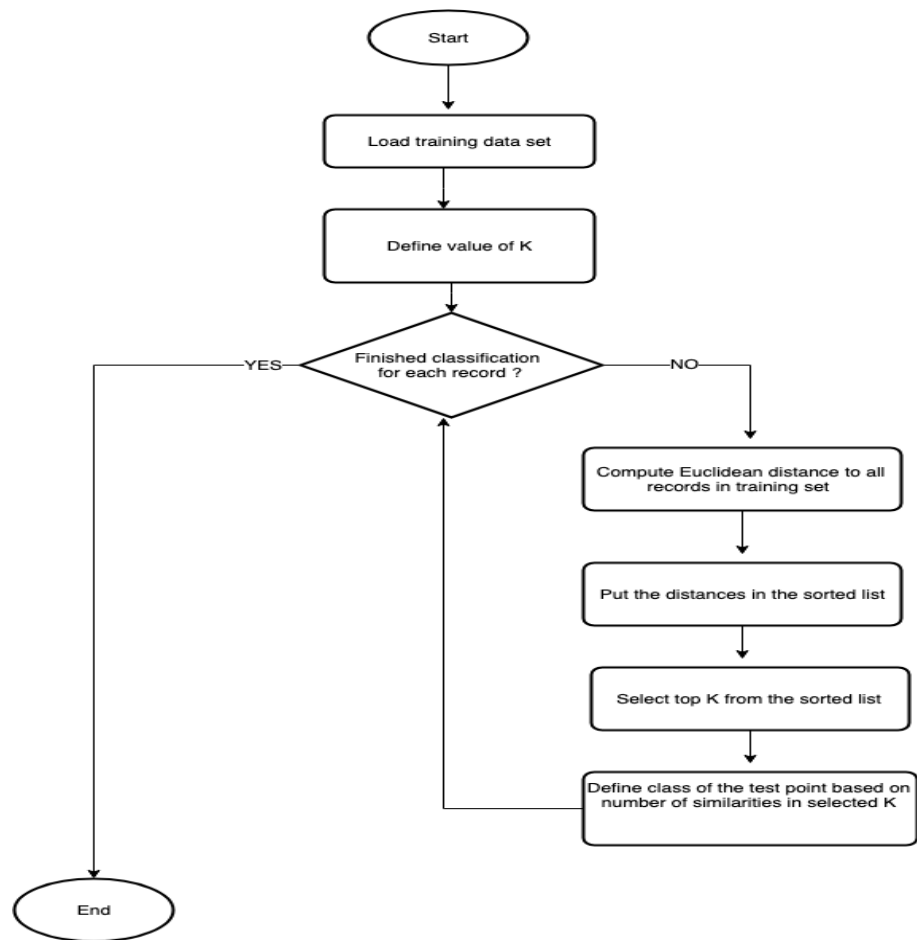 Start
Load training data set
Define value of K
Finished classification
for each record ?
YES
NO
Compute Euclidean distance to all
records in training set
Put the distances in the sorted list
Select top K from the sorted list
Define class of the test point based on
number of similarities in selected K
End